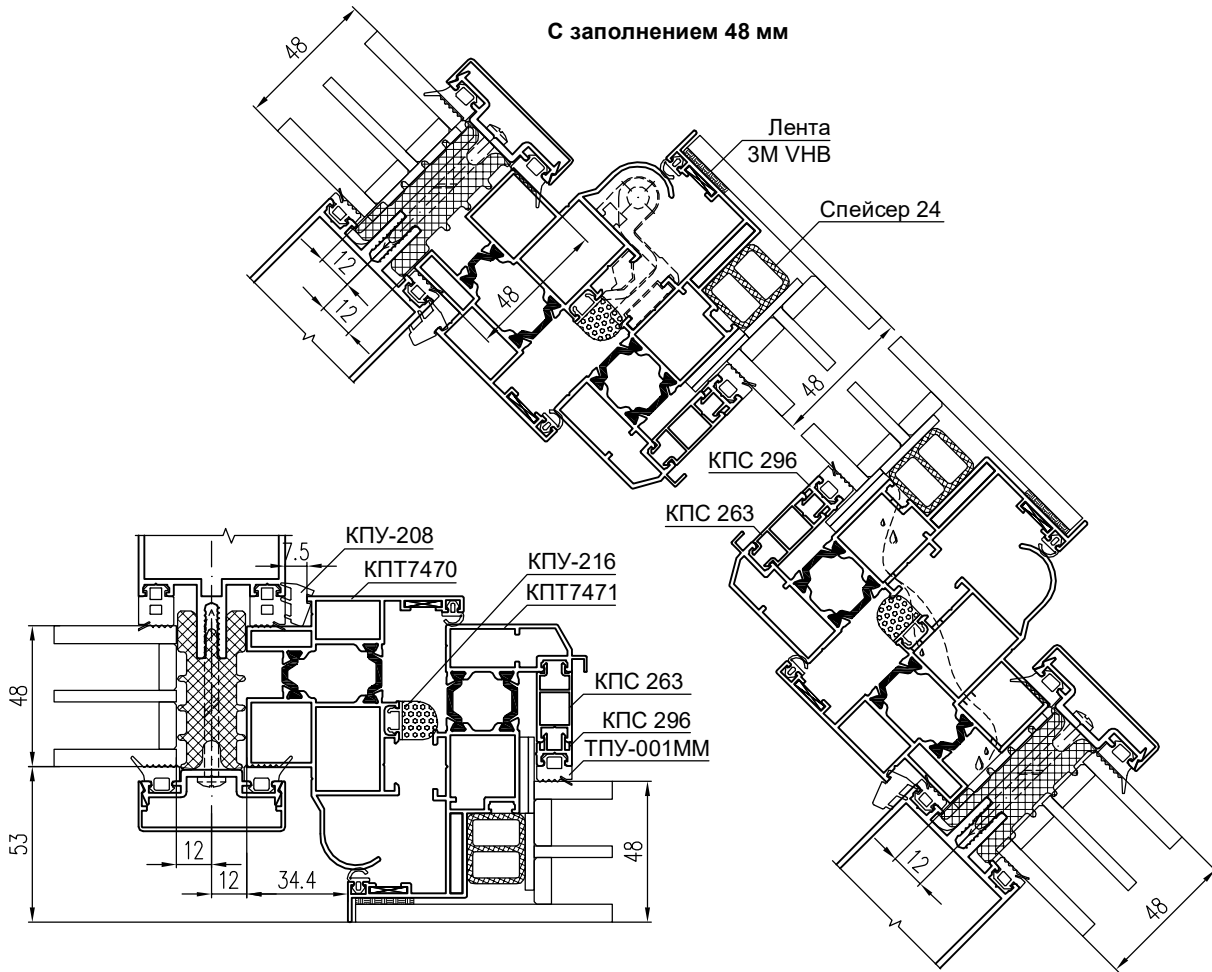 С заполнением 48 мм
48
Лента
3М VHB
Спейсер 24
12
12
48
48
КПС 296
КПС 263
КПУ-208
7.5
КПТ7470
КПУ-216
КПТ7471
48
КПС 263
КПС 296
ТПУ-001ММ
53
12
12
34.4
48
12
48